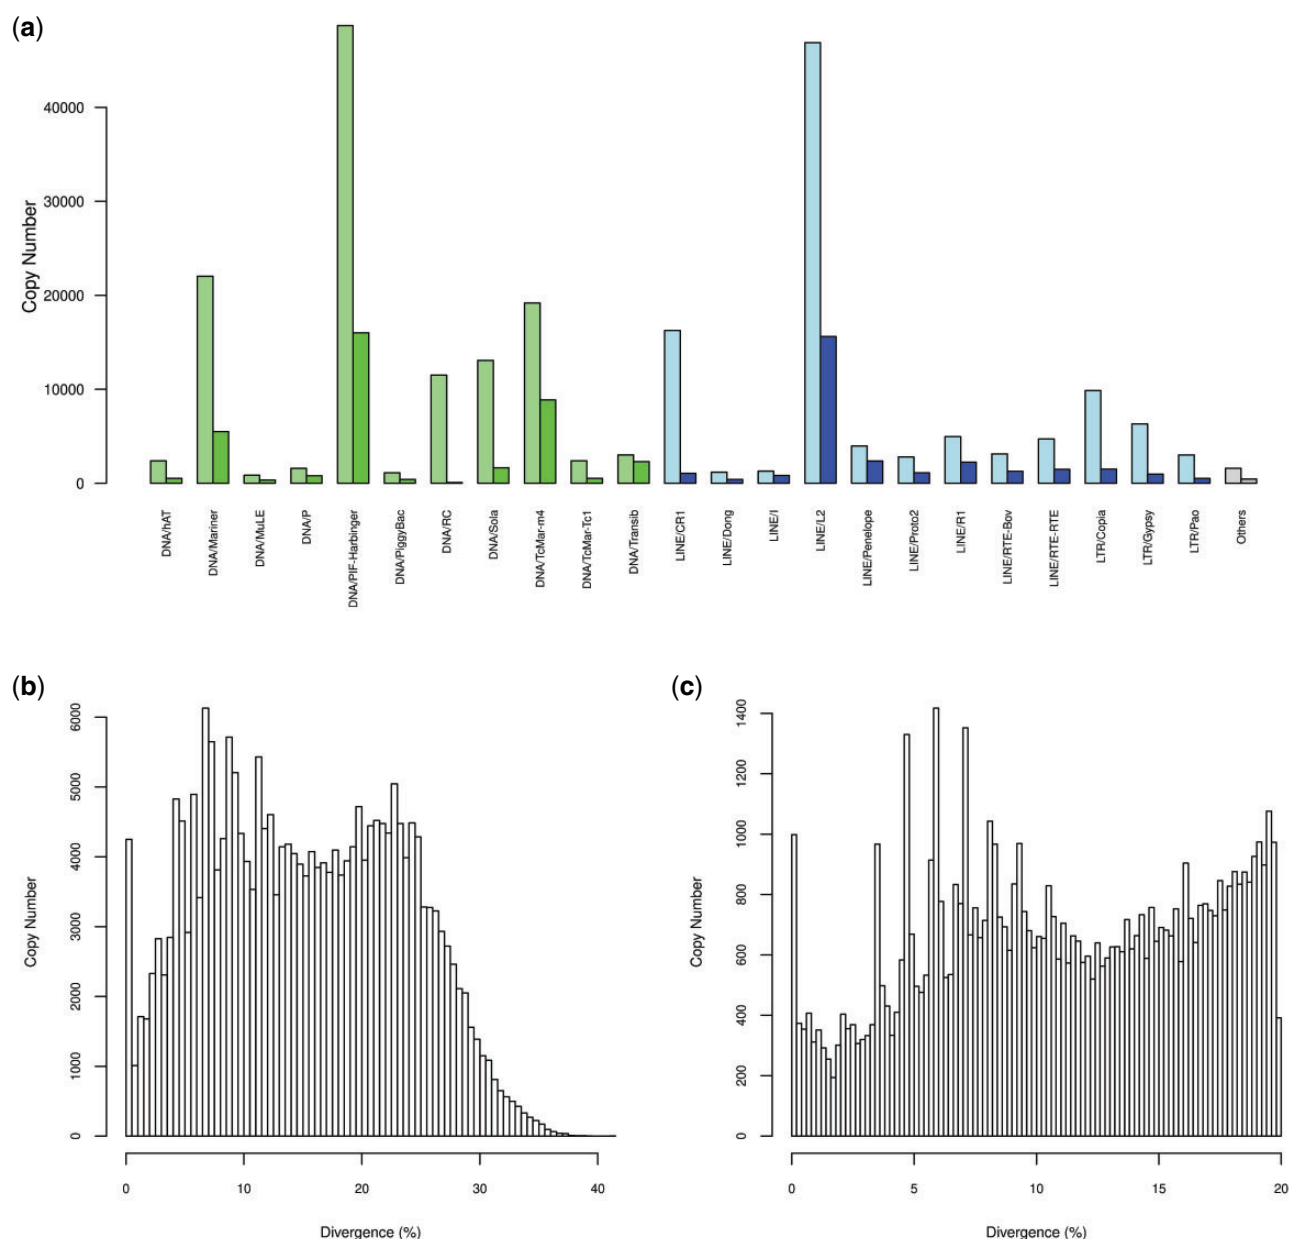 (a)
Copy Number
40000
30000
20000
10000
0
DNA/hAT
DNA/Mariner
DNA/MuLE
DNA/P
DNA/PIF-Harbinger
DNA/PiggyBac
DNA/RC
DNA/Sola
DNA/TcMar-m4
DNA/TcMar-Tc1
DNA/Transib
LINE/CR1
LINE/Dong
LINE/I
LINE/L2
LINE/Penelope
LINE/Proto2
LINE/R1
LINE/RTE-Bov
LINE/RTE-RTE
LTR/Copia
LTR/Gypsy
LTR/Pao
Others
(b)
Copy Number
6000
5000
4000
3000
2000
1000
0
0 10 20 30 40
Divergence (%)
(c)
Copy Number
1400
1200
1000
800
600
400
200
0
0 5 10 15 20
Divergence (%)